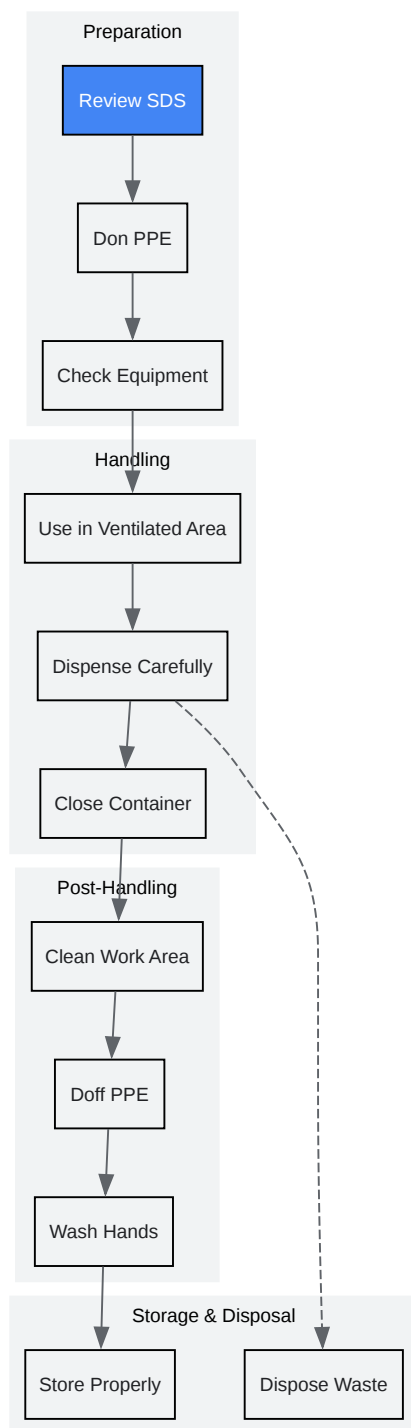 Preparation
Review SDS
Don PPE
Check Equipment
Handling
Use in Ventilated Area
Dispense Carefully
Close Container
Post-Handling
Clean Work Area
Doff PPE
Wash Hands
Storage & Disposal
Store Properly
Dispose Waste